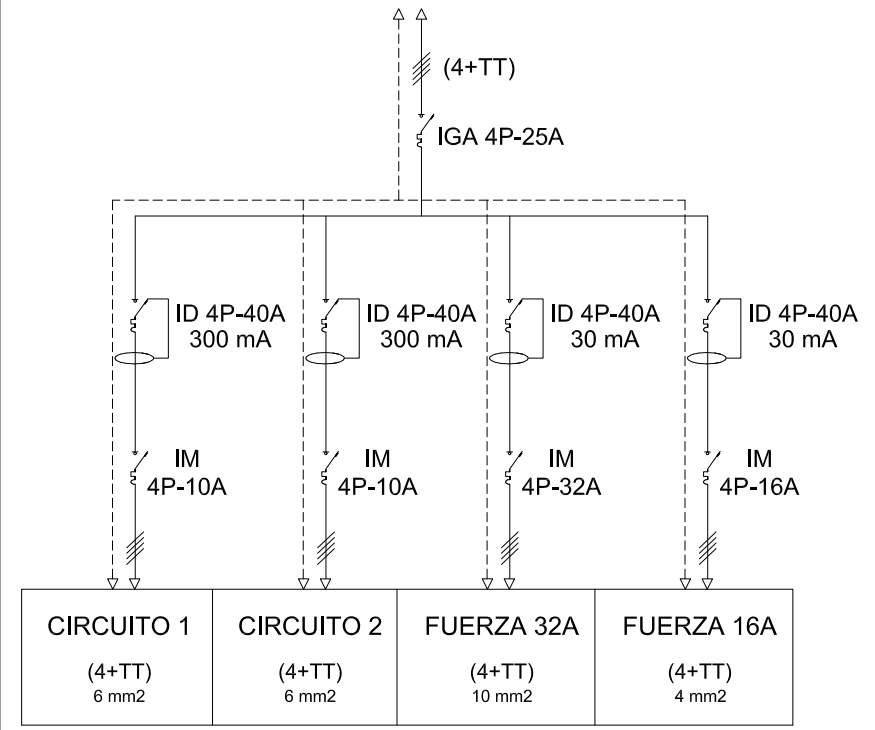 (4+TT)
IGA 4P-25A
ID 4P-40A
300 mA
ID 4P-40A
300 mA
ID 4P-40A
30 mA
ID 4P-40A
30 mA
IM
4P-10A
IM
4P-10A
IM
4P-32A
IM
4P-16A
CIRCUITO 1
(4+TT)
6 mm2
CIRCUITO 2
(4+TT)
6 mm2
FUERZA 32A
(4+TT)
10 mm2
FUERZA 16A
(4+TT)
4 mm2